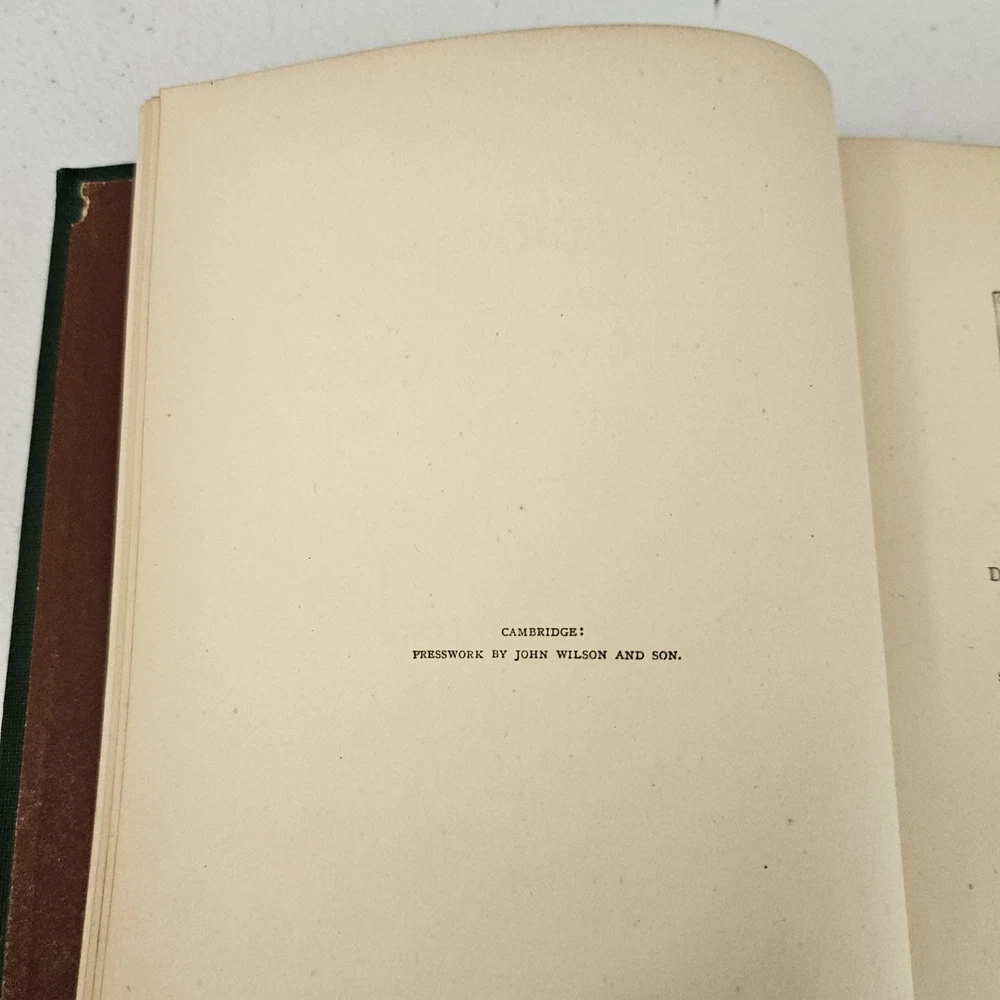 CAMBRIDGE:
PRESSWORK BY JOHN WILSON AND SON.
D